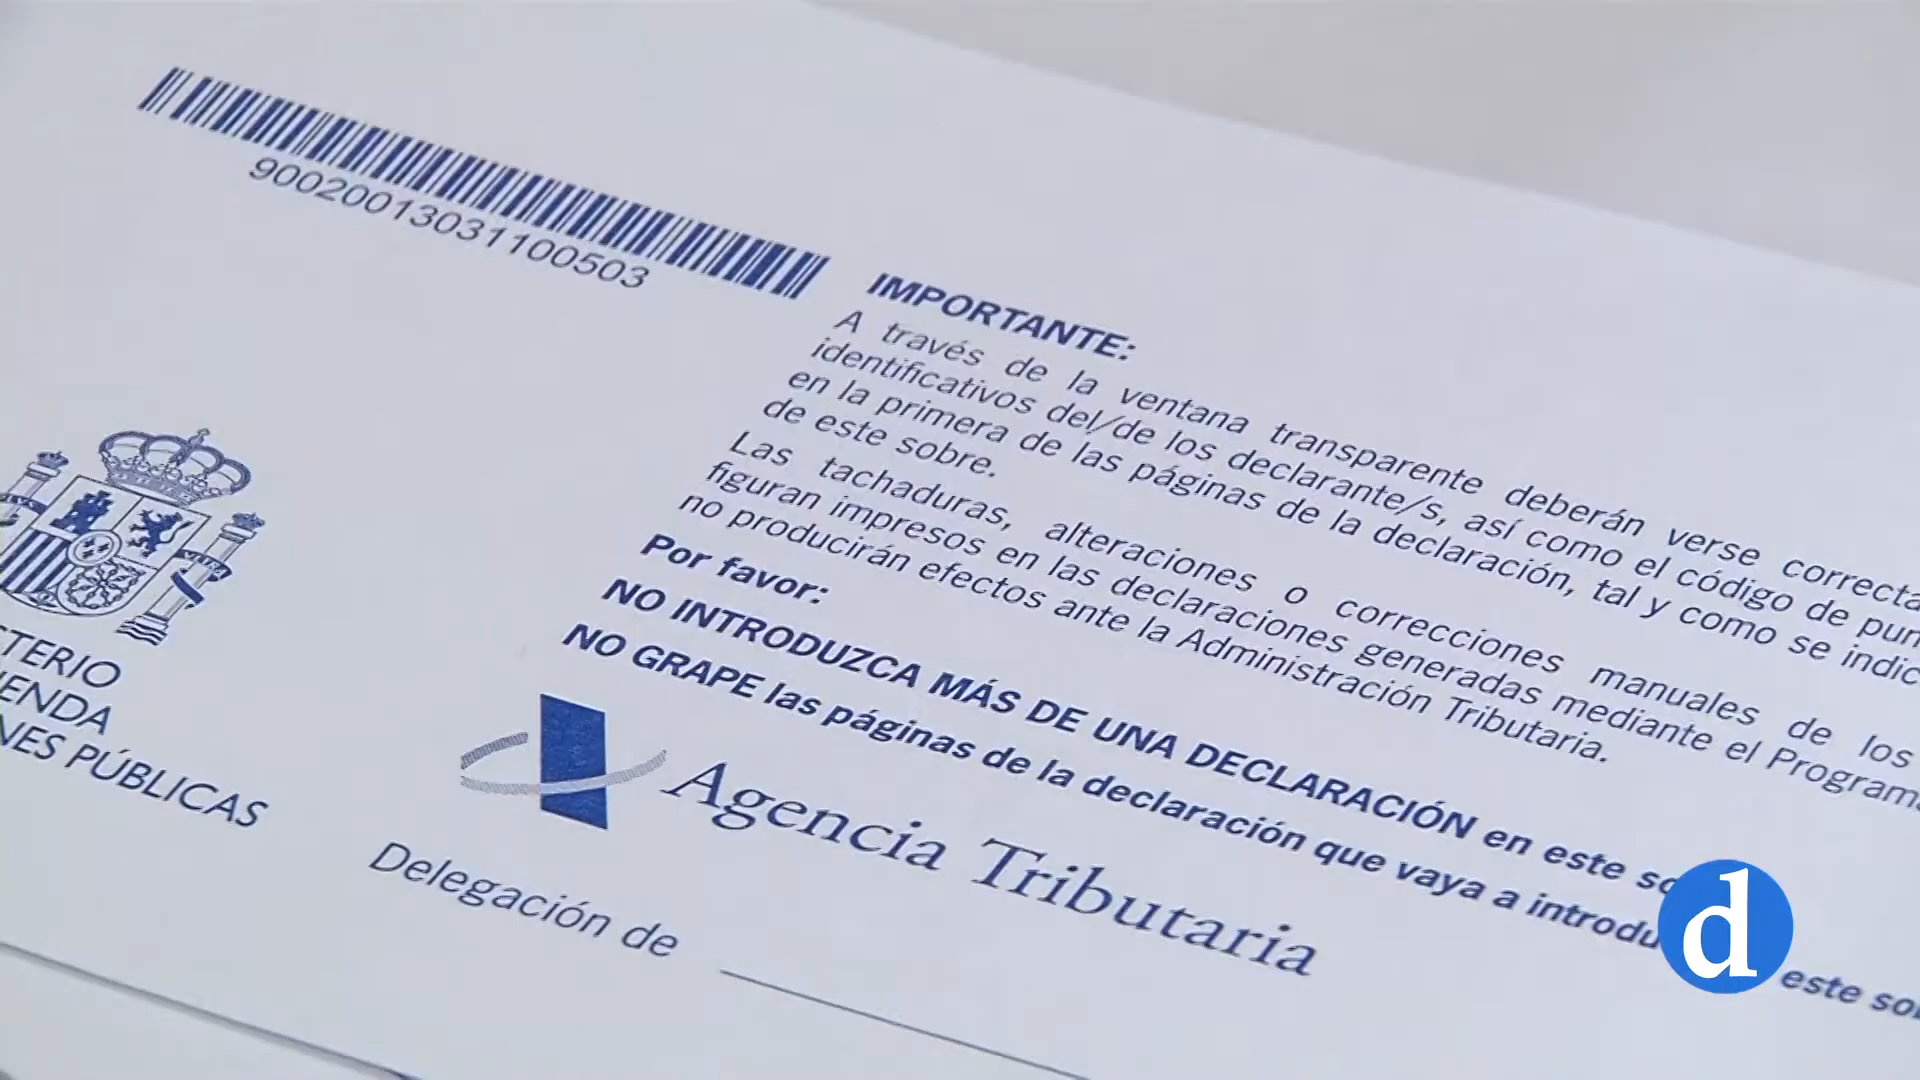 90020013031100503
IMPORTANTE:
A través de la ventana transparente deberán verse correcta
identificativos del/de los declarante/s, así como el código de pun
en la primera de las páginas de la declaración, tal y como se indic
de este sobre.
Las tachaduras, alteraciones o correcciones manuales de los
figuran impresos en las declaraciones generadas mediante el Program
no producirán efectos ante la Administración Tributaria.
Por favor:
NO INTRODUZCA MÁS DE UNA DECLARACIÓN en este so
NO GRAPE las páginas de la declaración que vaya a introdu este so
STERIO
IENDA
NES PÚBLICAS
Agencia Tributaria
Delegación de
d